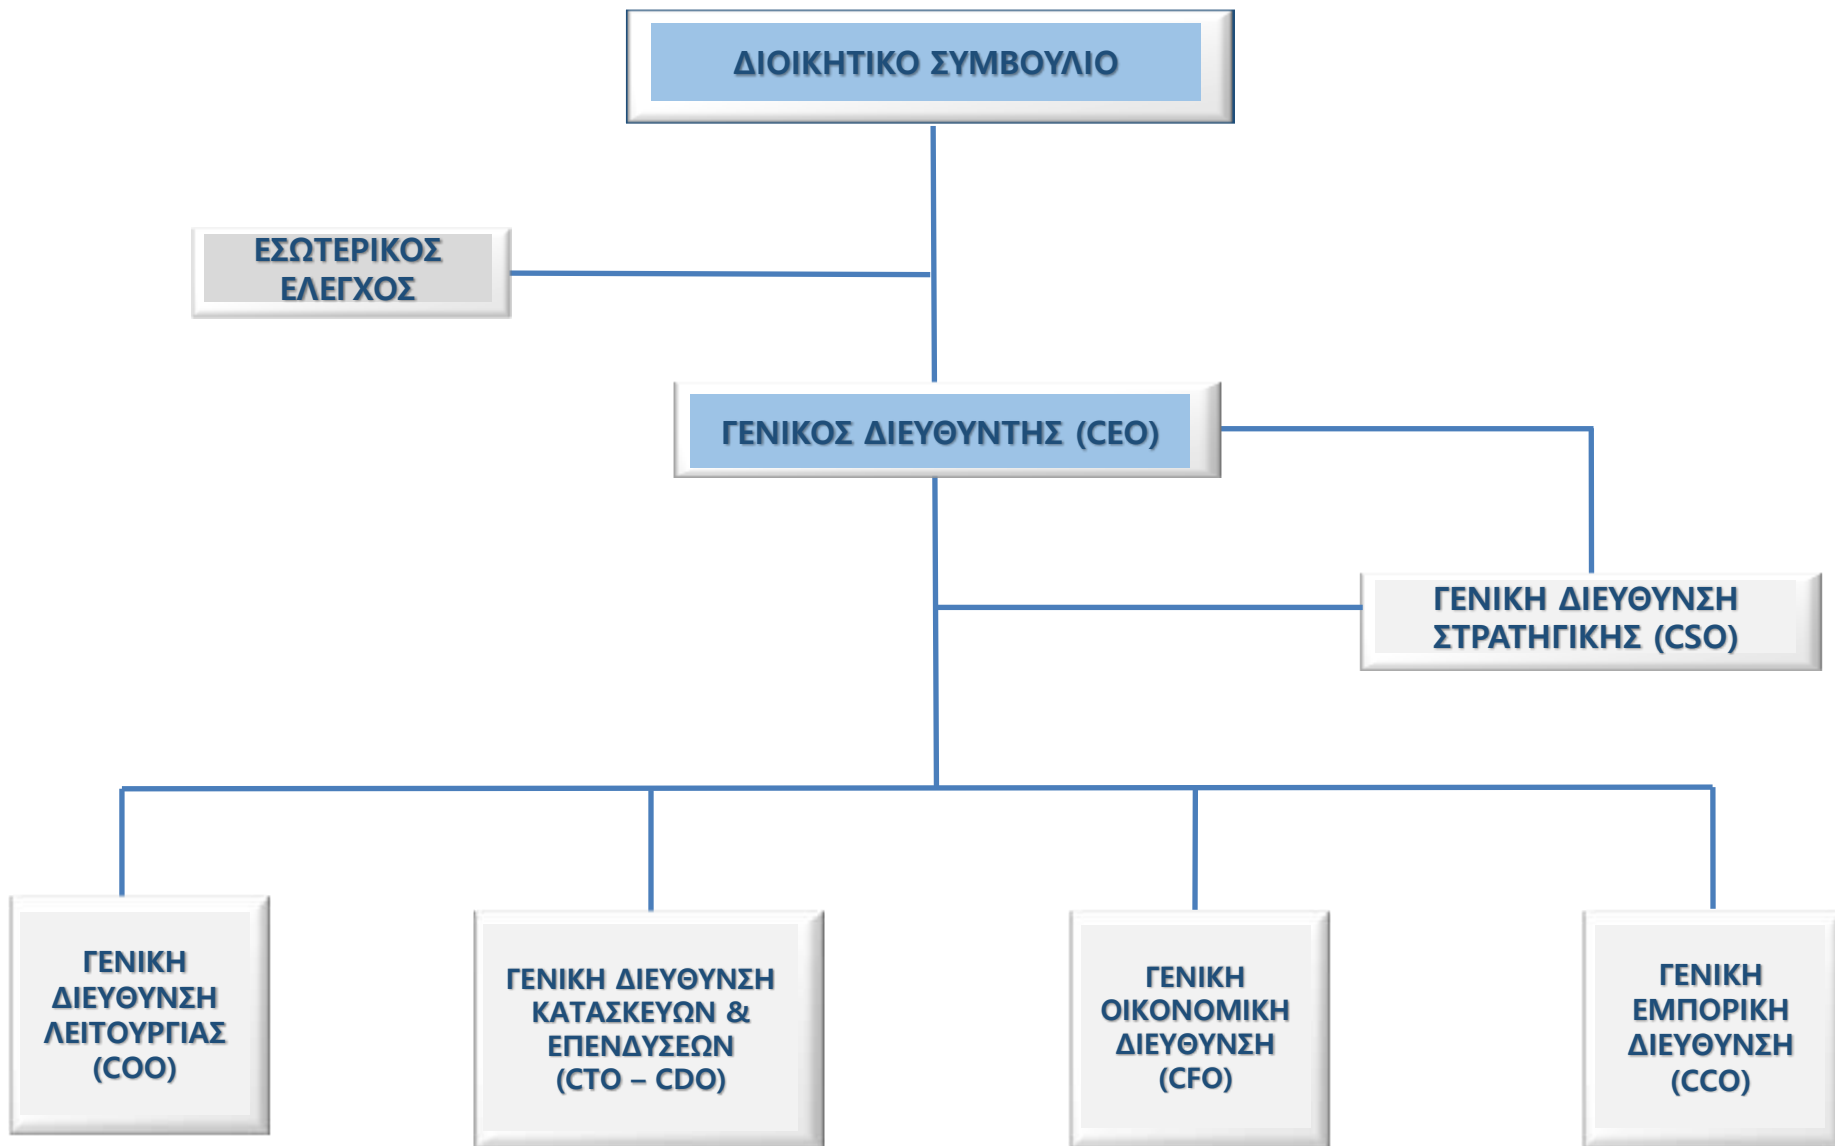 ΔΙΟΙΚΗΤΙΚΟ ΣΥΜΒΟΥΛΙΟ
ΕΣΩΤΕΡΙΚΟΣ
ΕΛΕΓΧΟΣ
ΓΕΝΙΚΟΣ ΔΙΕΥΘΥΝΤΗΣ (CEO)
ΓΕΝΙΚΗ ΔΙΕΥΘΥΝΣΗ
ΣΤΡΑΤΗΓΙΚΗΣ (CSO)
ΓΕΝΙΚΗ
ΔΙΕΥΘΥΝΣΗ
ΛΕΙΤΟΥΡΓΙΑΣ
(COO)
ΓΕΝΙΚΗ ΔΙΕΥΘΥΝΣΗ
ΚΑΤΑΣΚΕΥΩΝ &
ΕΠΕΝΔΥΣΕΩΝ
(CTO – CDO)
ΓΕΝΙΚΗ
ΟΙΚΟΝΟΜΙΚΗ
ΔΙΕΥΘΥΝΣΗ
(CFO)
ΓΕΝΙΚΗ
ΕΜΠΟΡΙΚΗ
ΔΙΕΥΘΥΝΣΗ
(CCO)